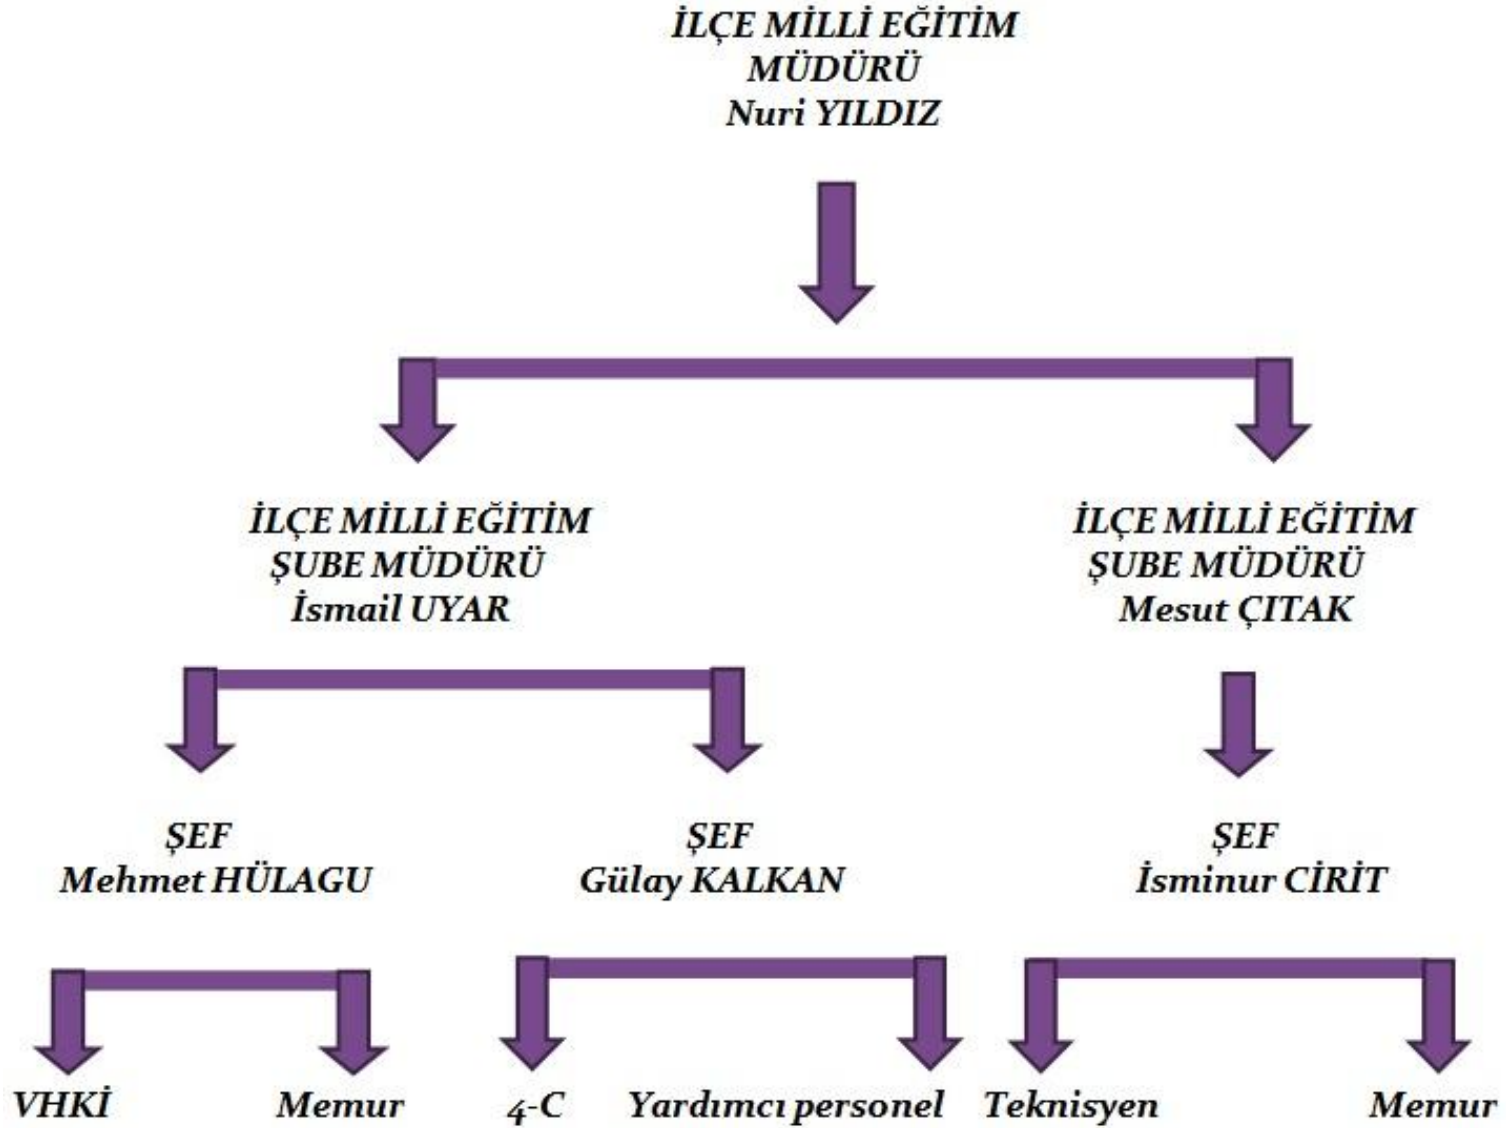 İLÇE MİLLİ EĞİTİM
MÜDÜRÜ
Nuri YILDIZ
İLÇE MİLLİ EĞİTİM
ŞUBE MÜDÜRÜ
İsmail UYAR
İLÇE MİLLİ EĞİTİM
ŞUBE MÜDÜRÜ
Mesut ÇITAK
ŞEF
Mehmet HÜLAGU
ŞEF
Gülay KALKAN
ŞEF
İsminur CİRİT
VHKİ
Memur
4-C
Yardımcı personel
Teknisyen
Memur